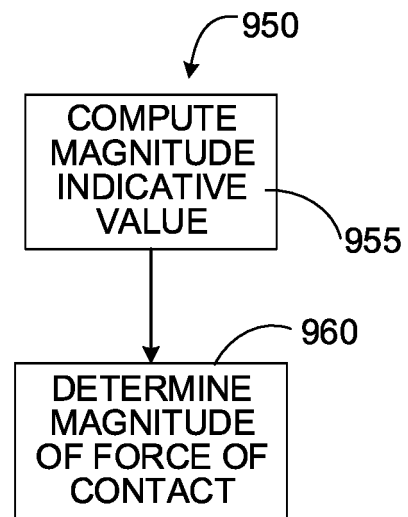 950
COMPUTE
MAGNITUDE
INDICATIVE
VALUE
955
960
DETERMINE
MAGNITUDE
OF FORCE OF
CONTACT